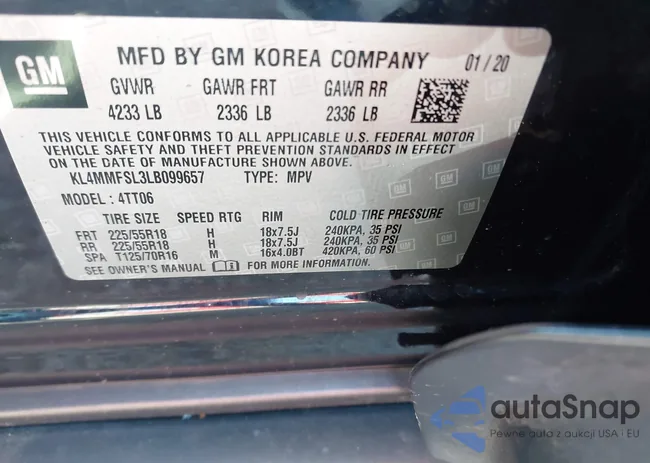 GM
MFD BY GM KOREA COMPANY 01/20
GVWR GAWR FRT GAWR RR
4233 LB 2336 LB 2336 LB
THIS VEHICLE CONFORMS TO ALL APPLICABLE U.S. FEDERAL MOTOR
VEHICLE SAFETY AND THEFT PREVENTION STANDARDS IN EFFECT
ON THE DATE OF MANUFACTURE SHOWN ABOVE.
KL4MMFSL3LB099657 TYPE: MPV
MODEL: 4TT06
TIRE SIZE SPEED RTG RIM COLD TIRE PRESSURE
FRT 225/55R18 H 18x7.5J 240KPA, 35 PSI
RR 225/55R18 H 18x7.5J 240KPA, 35 PSI
SPA T125/70R16 M 16x4.0BT 420KPA, 60 PSI
SEE OWNER'S MANUAL FOR MORE INFORMATION
autaSnap
Pewne auto z aukcji USA · EU